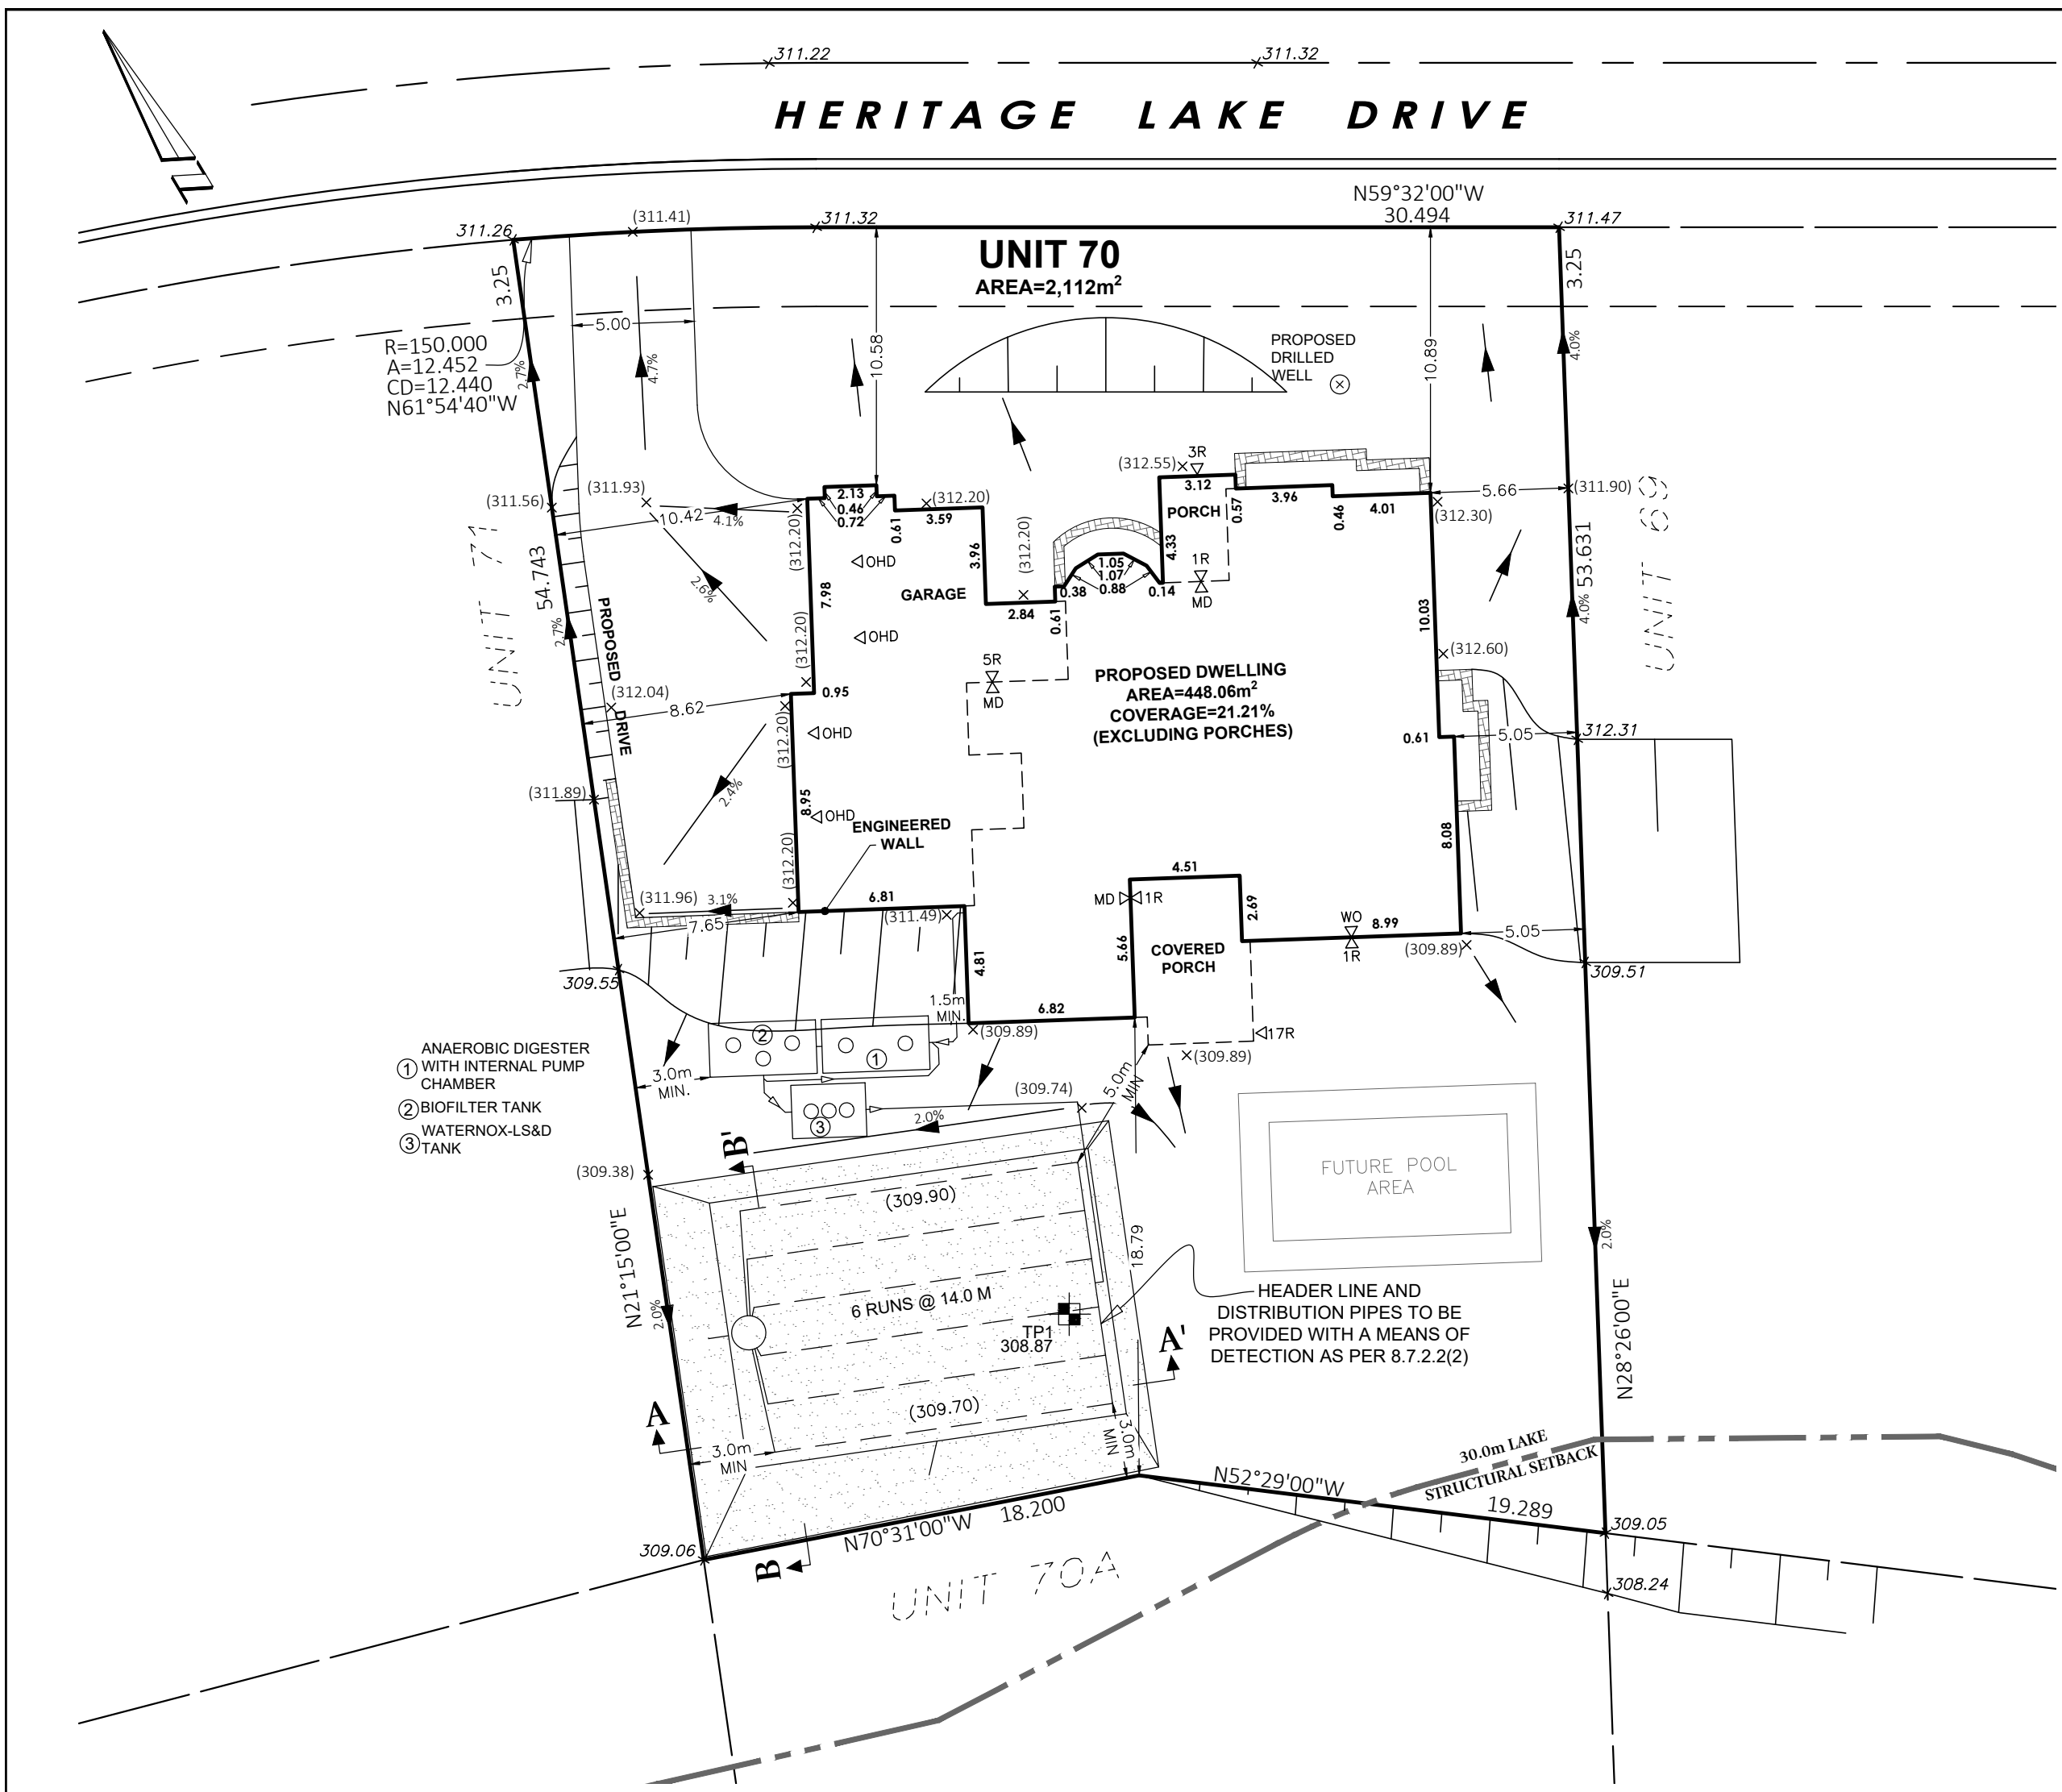 311.22
311.32
HERITAGE LAKE DRIVE
N59°32'00"W
30.494
311.26
(311.41)
311.32
311.47
UNIT 70
AREA=2,112m²
3.25
3.25
5.00
10.58
10.89
PROPOSED
DRILLED
WELL
R=150.000
A=12.452
CD=12.440
N61°54'40"W
2.7%
4.7%
4.0%
(312.55)
3R
3.12
PORCH
0.57
3.96
0.46
4.01
5.66
(311.90)
(312.30)
(311.56)
(311.93)
10.42
4.1%
(312.20)
2.13
0.46
0.72
0.61
(312.20)
3.59
3.96
(312.20)
OHD
GARAGE
7.98
OHD
(312.20)
4.33
1.05
1.07
0.88
0.38
0.14
1R
MD
2.84
0.61
5R
MD
10.03
(312.60)
UNIT 71
54.743
2.7%
2.6%
PROPOSED
DRIVE
UNIT 69
53.631
4.0%
PROPOSED DWELLING
AREA=448.06m²
COVERAGE=21.21%
(EXCLUDING PORCHES)
(312.04)
8.62
0.95
(312.20)
OHD
2.4%
8.95
OHD
0.61
5.05
312.31
(311.89)
ENGINEERED
WALL
(312.20)
8.08
(311.96)
3.1%
7.65
6.81
(311.49)
4.51
MD
1R
2.69
WO
8.99
1R
(309.89)
5.05
309.51
4.81
5.66
COVERED
PORCH
309.55
1.5m
MIN.
6.82
(309.89)
17R
(309.89)
1 ANAEROBIC DIGESTER
WITH INTERNAL PUMP
CHAMBER
2 BIOFILTER TANK
3 WATERNOX-LS&D
TANK
2
1
3
3.0m
MIN.
5.0m
MIN
(309.74)
2.0%
B'
(309.38)
(309.90)
FUTURE POOL
AREA
18.79
2.0%
N21°15'00"E
2.0%
6 RUNS @ 14.0 M
TP1
308.87
HEADER LINE AND
DISTRIBUTION PIPES TO BE
PROVIDED WITH A MEANS OF
DETECTION AS PER 8.7.2.2(2)
A'
N28°26'00"E
A
(309.70)
3.0m
MIN
3.0m
MIN
30.0m LAKE
STRUCTURAL SETBACK
N52°29'00"W
19.289
309.05
N70°31'00"W 18.200
309.06
B
UNIT 70A
308.24